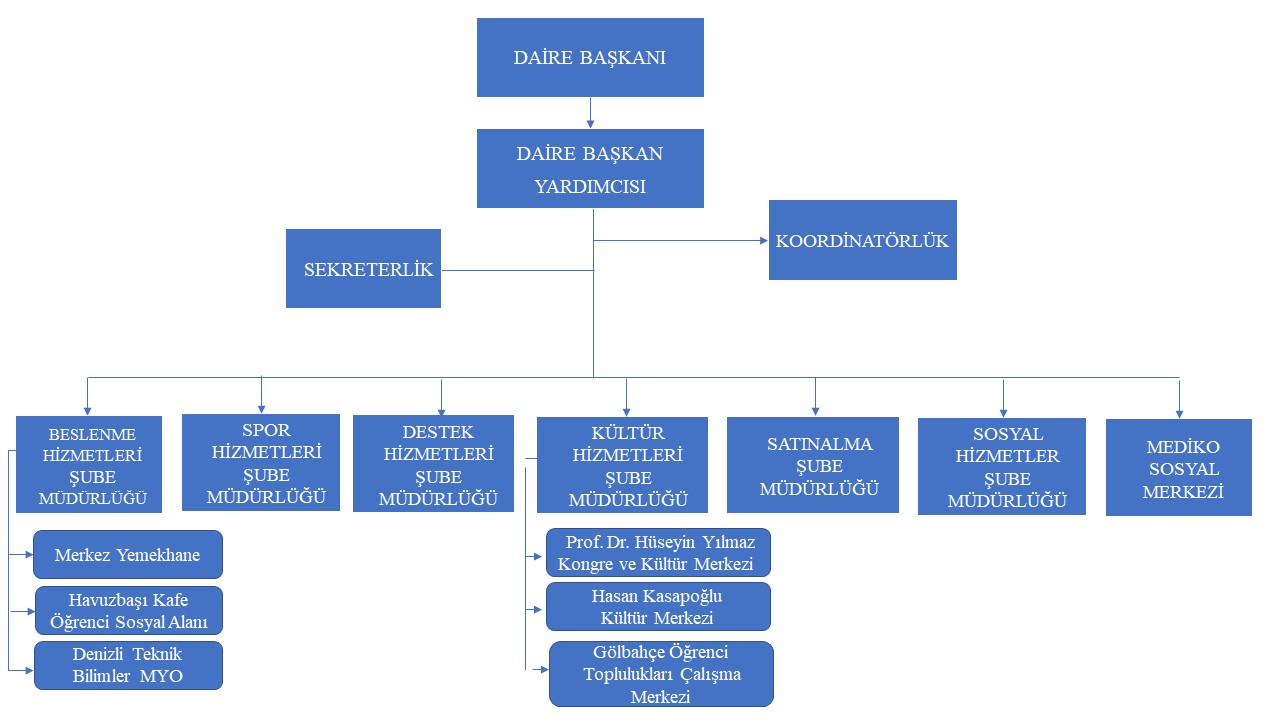 DAİRE BAŞKANI
DAİRE BAŞKAN
YARDIMCISI
KOORDİNATÖRLÜK
SEKRETERLİK
BESLENME
HİZMETLERİ
ŞUBE
MÜDÜRLÜĞÜ
SPOR
HİZMETLERİ
ŞUBE
MÜDÜRLÜĞÜ
DESTEK
HİZMETLERİ
ŞUBE
MÜDÜRLÜĞÜ
KÜLTÜR
HİZMETLERİ
ŞUBE
MÜDÜRLÜĞÜ
SATINALMA
ŞUBE
MÜDÜRLÜĞÜ
SOSYAL
HİZMETLER
ŞUBE
MÜDÜRLÜĞÜ
MEDİKO
SOSYAL
MERKEZİ
Merkez Yemekhane
Havuzbaşı Kafe
Öğrenci Sosyal Alanı
Denizli Teknik
Bilimler MYO
Prof. Dr. Hüseyin Yılmaz
Kongre ve Kültür Merkezi
Hasan Kasapoğlu
Kültür Merkezi
Gölbahçe Öğrenci
Toplulukları Çalışma
Merkezi